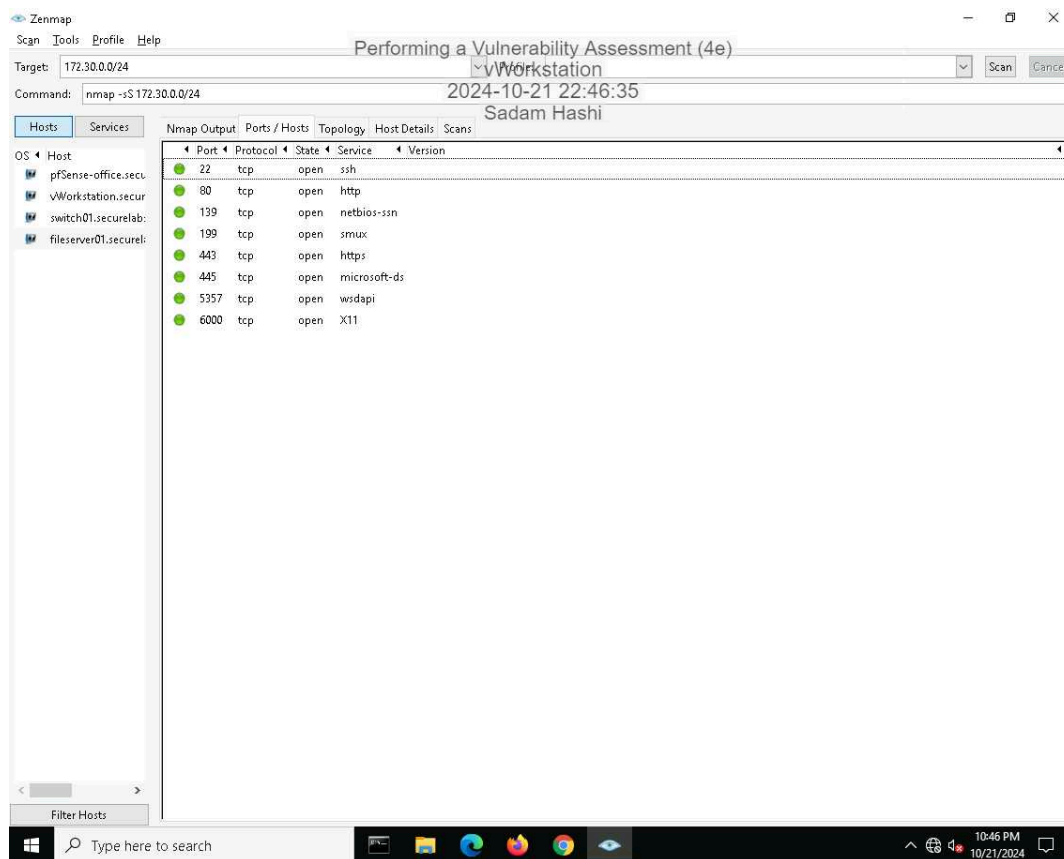 Zenmap
Scan Tools Profile Help
Performing a Vulnerability Assessment (4e)
Target: 172.30.0.0/24 Profile: Scan Cance
vWorkstation
Command: nmap -sS 172.30.0.0/24
2024-10-21 22:46:35
Sadam Hashi
Hosts Services Nmap Output Ports / Hosts Topology Host Details Scans
OS Host Port Protocol State Service Version
pfSense-office.secu 22 tcp open ssh
vWorkstation.secur 80 tcp open http
switch01.securelab: 139 tcp open netbios-ssn
fileserver01.securel: 199 tcp open smux
443 tcp open https
445 tcp open microsoft-ds
5357 tcp open wsdapi
6000 tcp open X11
Filter Hosts
Type here to search
10:46 PM
10/21/2024